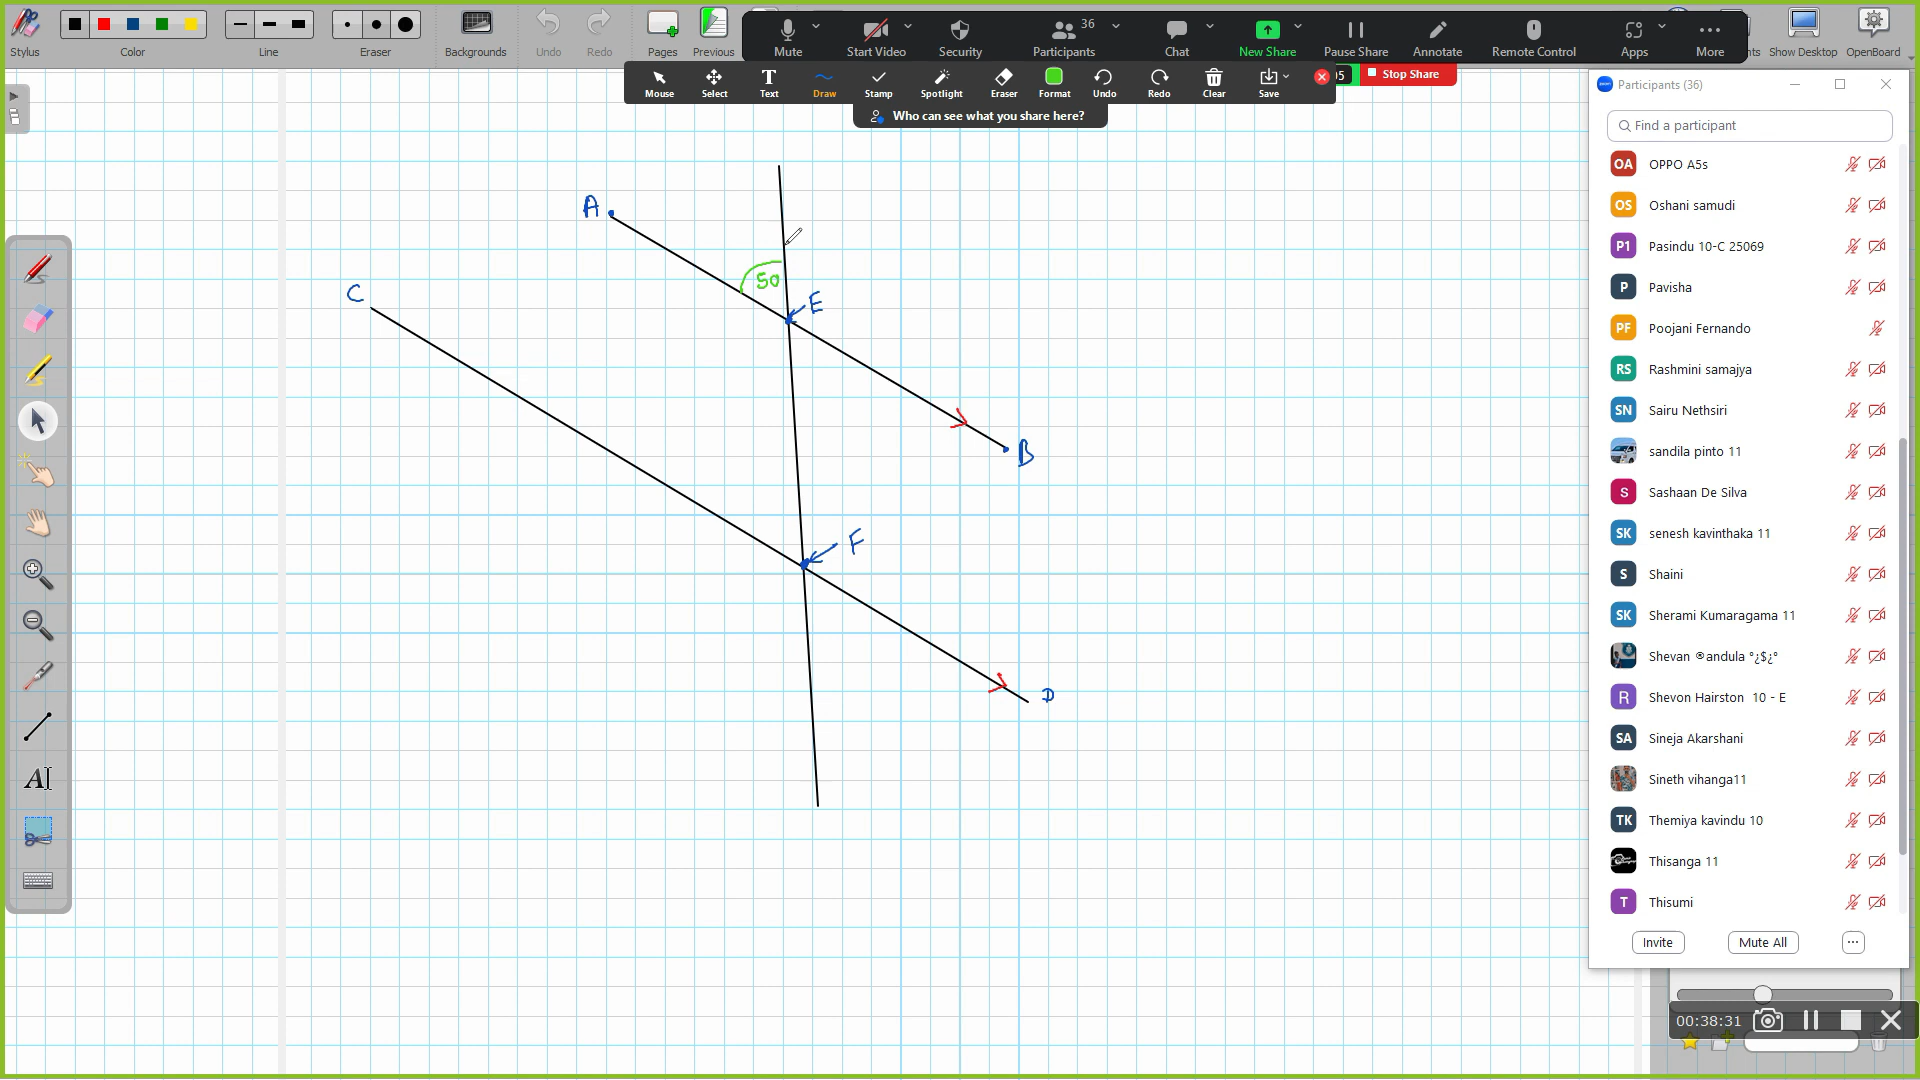 Stylus
Color
Line
Eraser
Backgrounds
Undo
Redo
Pages
Previous
Mute
Start Video
Security
36
Participants
Chat
New Share
Pause Share
Annotate
Remote Control
Apps
More
Show Desktop
OpenBoard
Mouse
Select
Text
Draw
Stamp
Spotlight
Eraser
Format
Undo
Redo
Clear
Save
Stop Share
Who can see what you share here?
Participants (36)
Find a participant
OA OPPO A5s
OS Oshani samudi
P1 Pasindu 10-C 25069
P Pavisha
PF Poojani Fernando
RS Rashmini samajya
SN Sairu Nethsiri
sandila pinto 11
S Sashaan De Silva
SK senesh kavinthaka 11
S Shaini
SK Sherami Kumaragama 11
Shevan ®andula °¿$¿°
R Shevon Hairston 10 - E
SA Sineja Akarshani
Sineth vihanga11
TK Themiya kavindu 10
Thisanga 11
T Thisumi
Invite
Mute All
00:38:31
A
C
50
E
B
F
D
AI